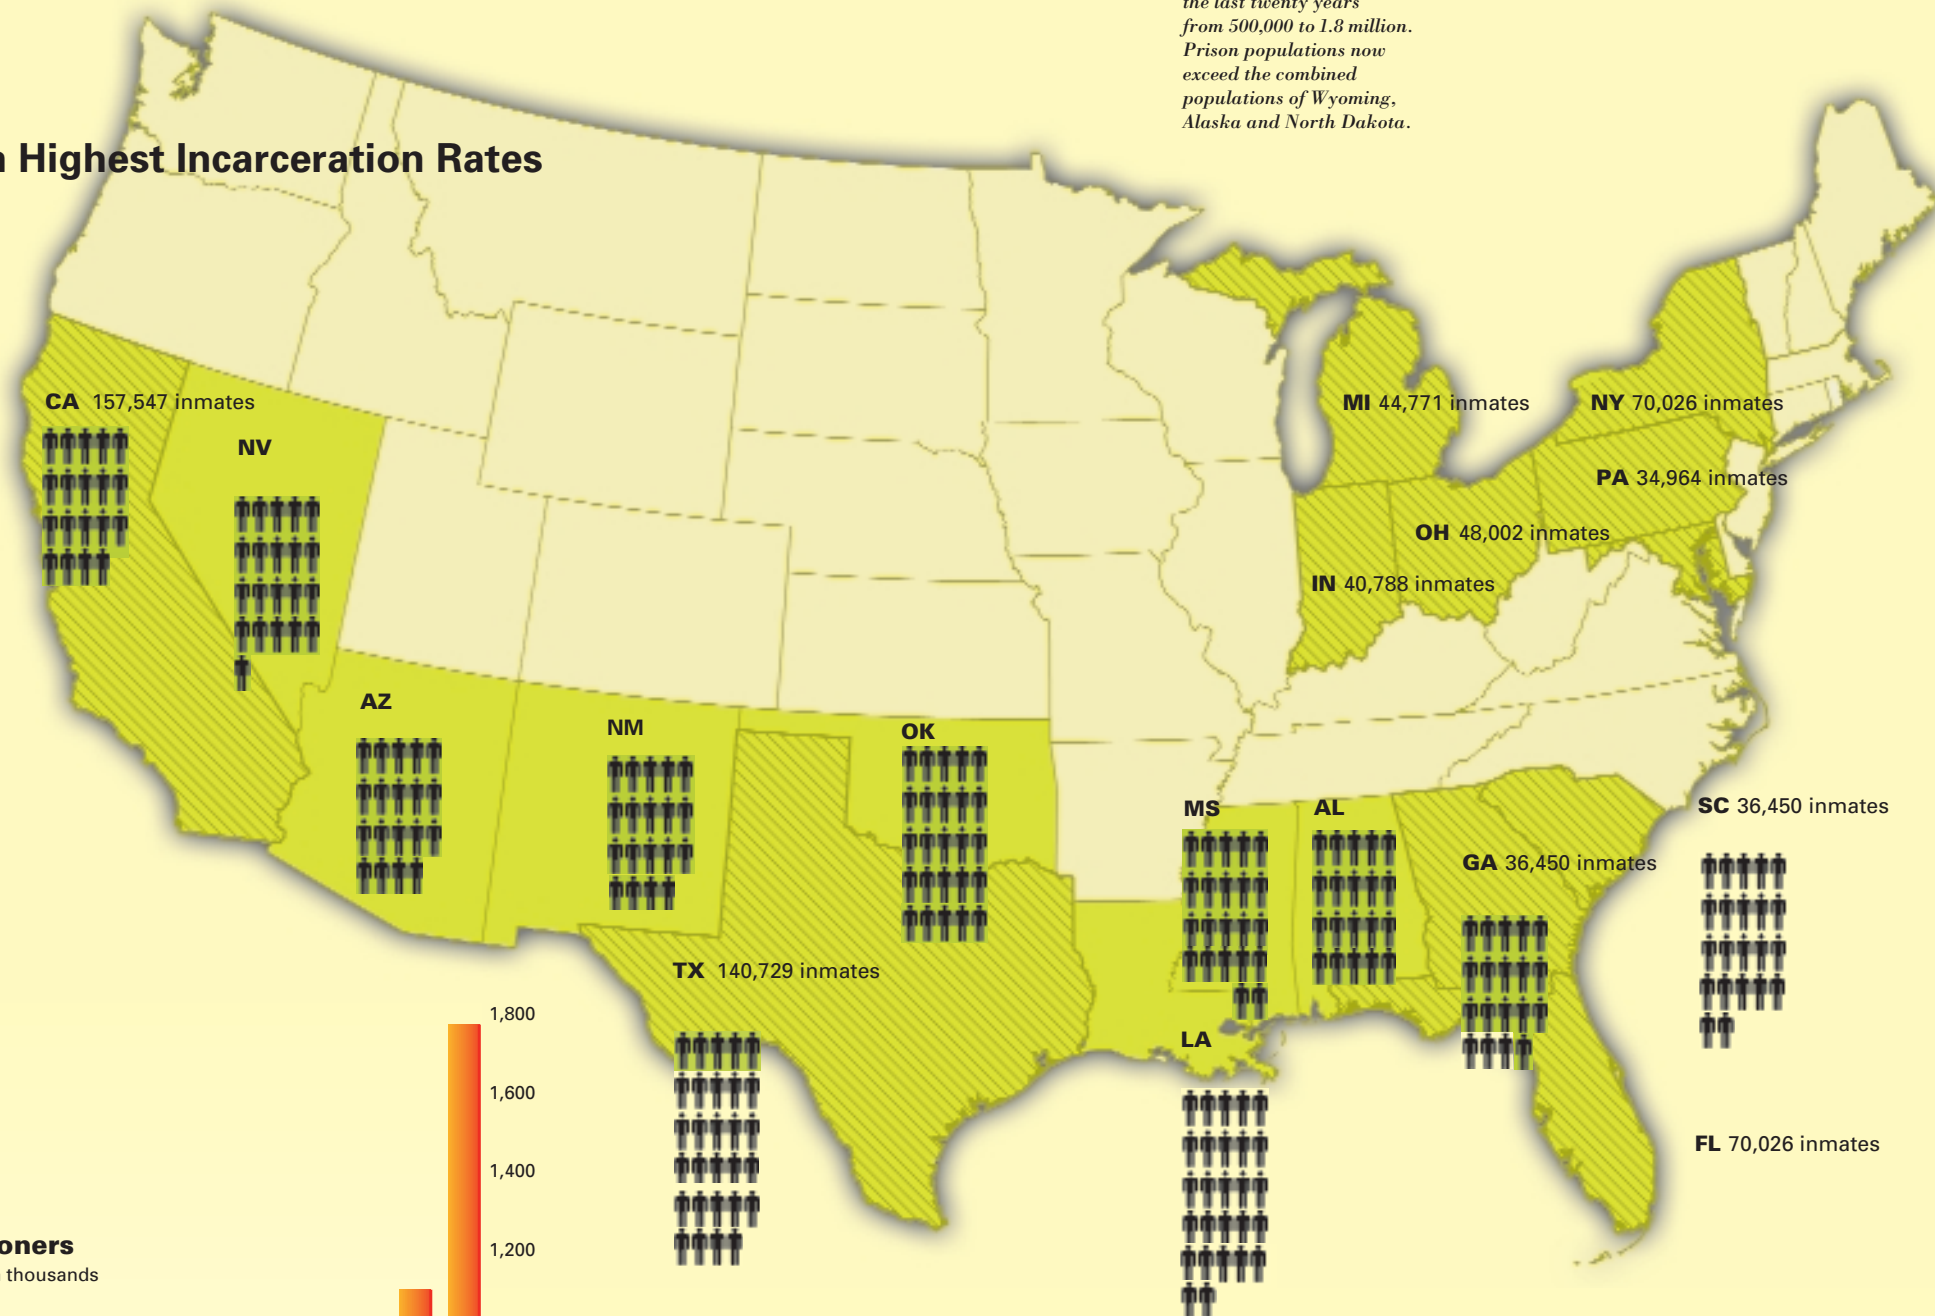 the last twenty years
from 500,000 to 1.8 million.
Prison populations now
exceed the combined
populations of Wyoming,
Alaska and North Dakota.
Highest Incarceration Rates
CA 157,547 inmates
NV
MI 44,771 inmates
NY 70,026 inmates
PA 34,964 inmates
OH 48,002 inmates
IN 40,788 inmates
AZ
NM
OK
MS
AL
SC 36,450 inmates
GA 36,450 inmates
TX 140,729 inmates
LA
FL 70,026 inmates
1,800
1,600
1,400
1,200
oners
thousands